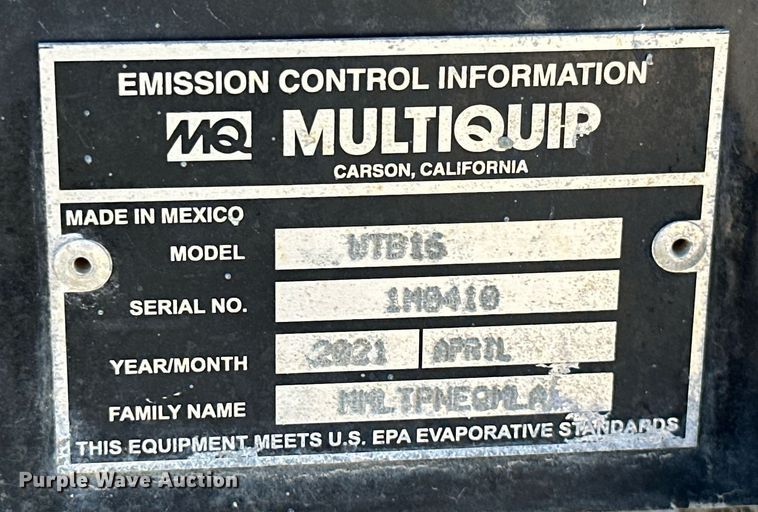 EMISSION CONTROL INFORMATION
MQ MULTIQUIP
CARSON, CALIFORNIA
MADE IN MEXICO
MODEL WTB16
SERIAL NO. 1M0410
YEAR/MONTH 2021 APRIL
FAMILY NAME
THIS EQUIPMENT MEETS U.S. EPA EVAPORATIVE STANDARDS
Purple Wave Auction